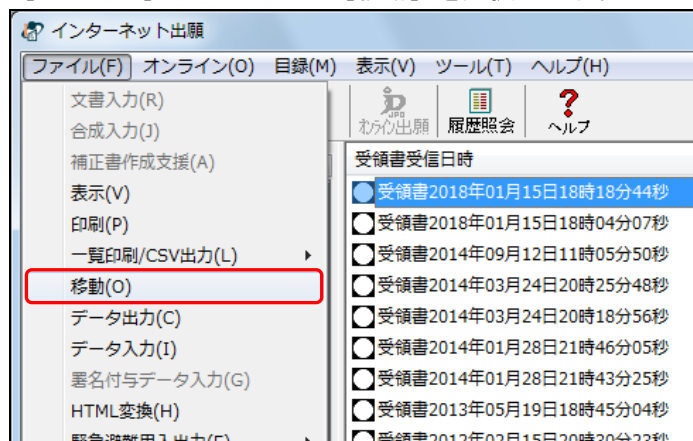 インターネット出願
ファイル(F) オンライン(O) 目録(M) 表示(V) ツール(T) ヘルプ(H)
文書入力(R)
合成入力(J)
補正書作成支援(A)
表示(V)
印刷(P)
一覧印刷/CSV出力(L)
移動(O)
データ出力(C)
データ入力(I)
署名付与データ入力(G)
HTML変換(H)
JPO
オンライン出願 履歴照会 ヘルプ
受領書受信日時
受領書2018年01月15日18時18分44秒
受領書2018年01月15日18時04分07秒
受領書2014年09月12日11時05分50秒
受領書2014年03月24日20時25分48秒
受領書2014年03月24日20時18分56秒
受領書2014年01月28日21時46分05秒
受領書2014年01月28日21時43分25秒
受領書2013年05月19日18時45分04秒